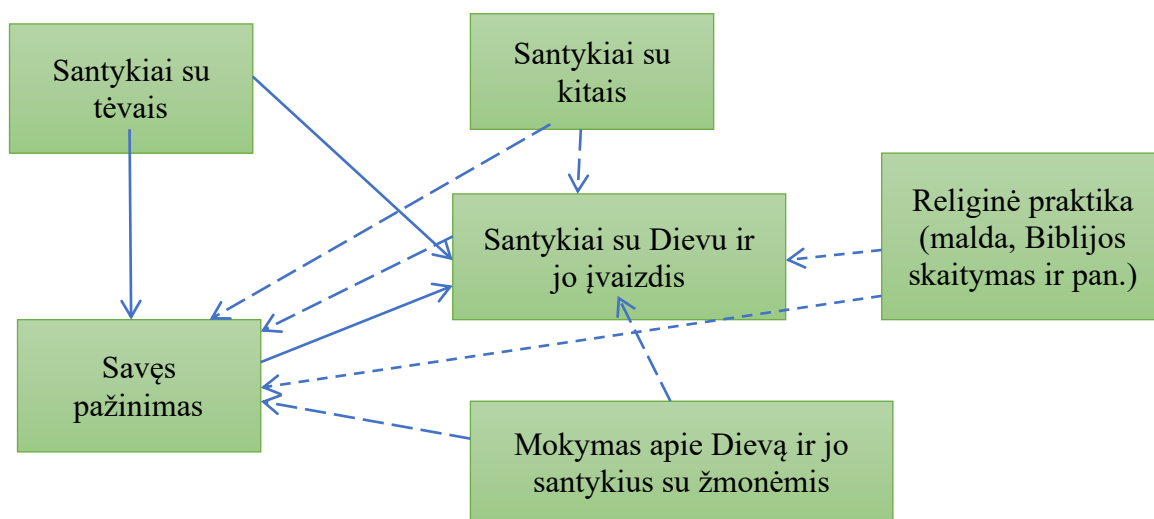 Santykiai su
tėvais
Santykiai su
kitais
Santykiai su Dievu ir
jo įvaizdis
Religinė praktika
(malda, Biblijos
skaitymas ir pan.)
Savęs
pažinimas
Mokymas apie Dievą ir jo
santykius su žmonėmis